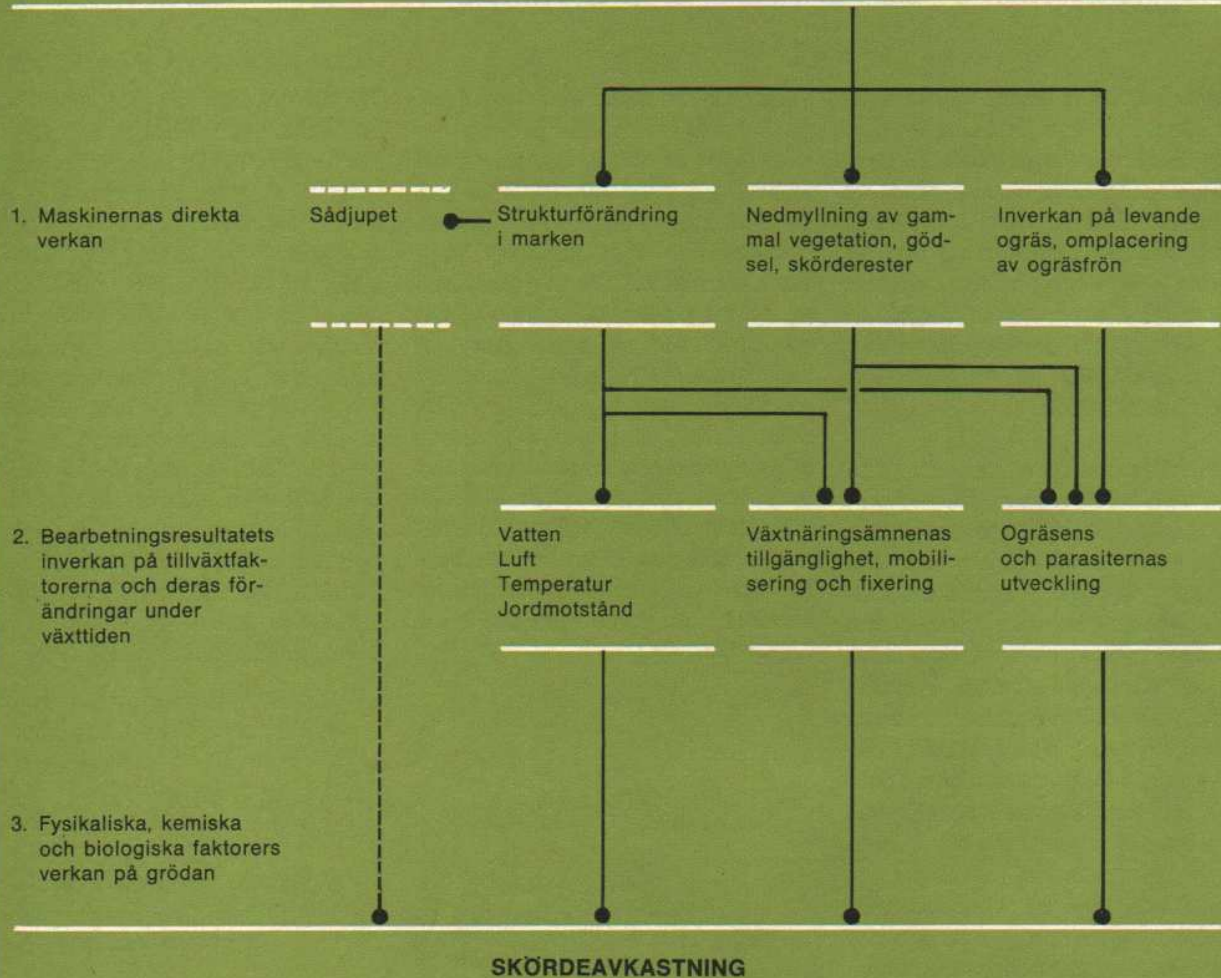 1. Maskinernas direkta
verkan
Sådjupet
Strukturförändring
i marken
Nedmyllning av gam-
mal vegetation, göd-
sel, skörderester
Inverkan på levande
ogräs, omplacering
av ogräsfrön
2. Bearbetningsresultatets
inverkan på tillväxtfak-
torerna och deras för-
ändringar under
växttiden
Vatten
Luft
Temperatur
Jordmotstånd
Växtnäringsämnenas
tillgänglighet, mobili-
sering och fixering
Ogräsens
och parasiternas
utveckling
3. Fysikaliska, kemiska
och biologiska faktorers
verkan på grödan
SKÖRDEAVKASTNING